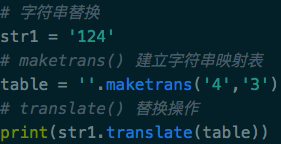 # 字符串替换
str1 = '124'
# maketrans() 建立字符串映射表
table = ''.maketrans('4','3')
# translate() 替换操作
print(str1.translate(table))